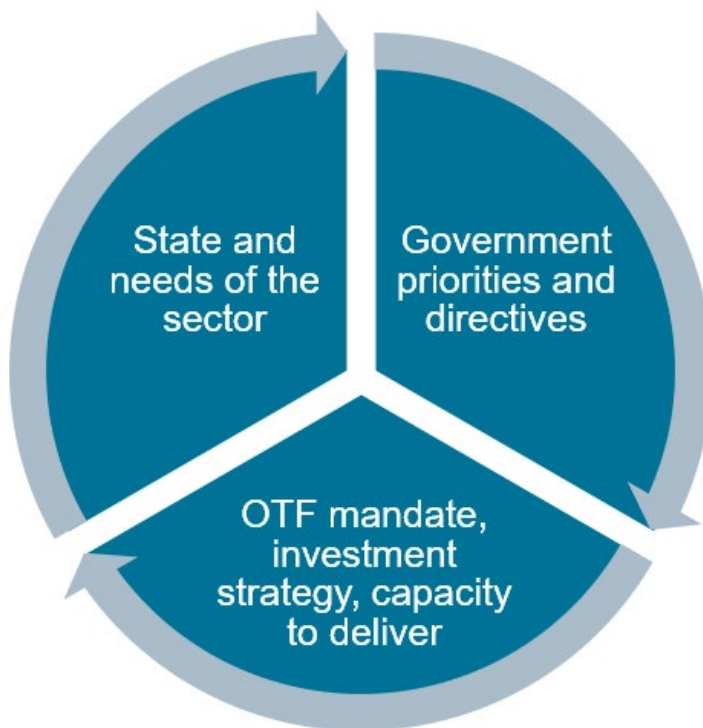 State and
needs of the
sector
Government
priorities and
directives
OTF mandate,
investment
strategy, capacity
to deliver